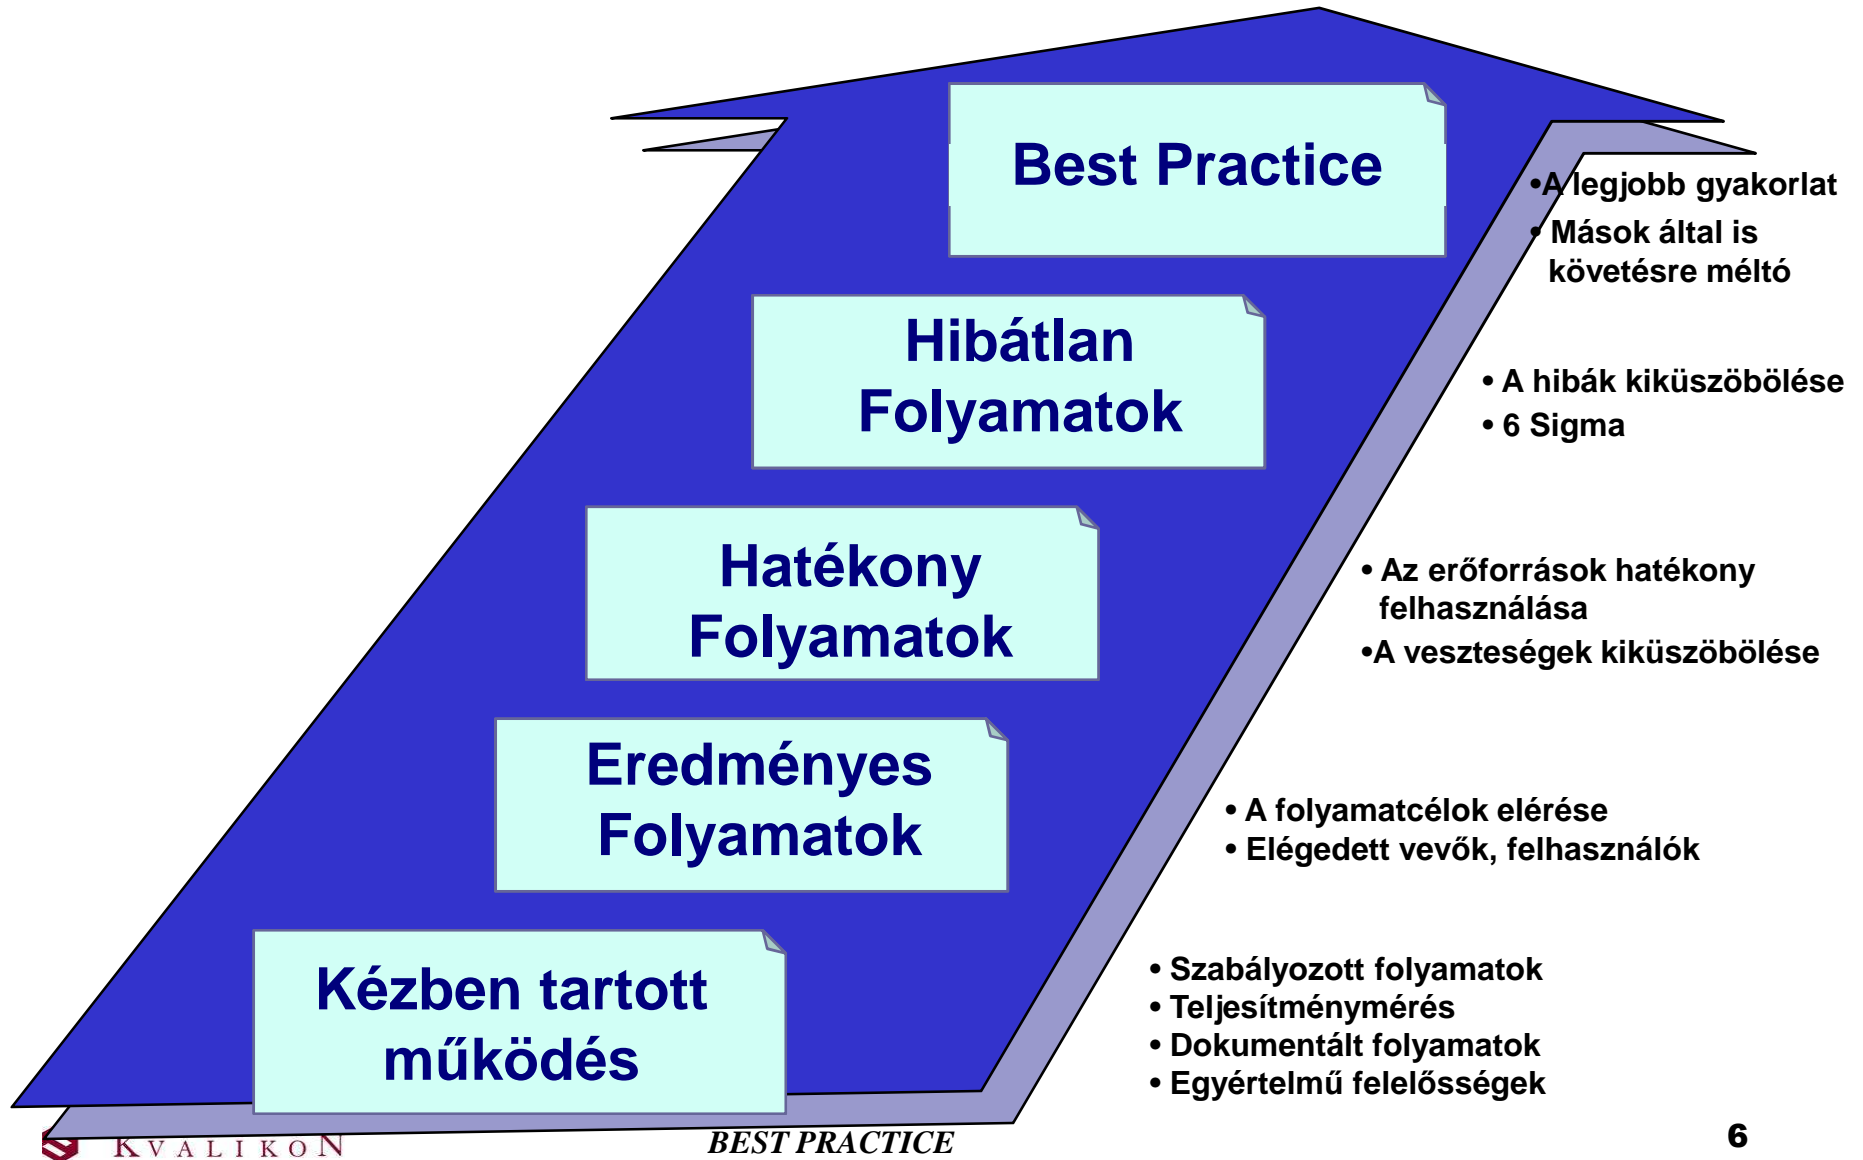 Best Practice
•A legjobb gyakorlat
• Mások által is
követésre méltó
Hibátlan
Folyamatok
• A hibák kiküszöbölése
• 6 Sigma
Hatékony
Folyamatok
• Az erőforrások hatékony
felhasználása
•A veszteségek kiküszöbölése
Eredményes
Folyamatok
• A folyamatcélok elérése
• Elégedett vevők, felhasználók
Kézben tartott
működés
• Szabályozott folyamatok
• Teljesítménymérés
• Dokumentált folyamatok
• Egyértelmű felelősségek
KVALIKON
BEST PRACTICE
6